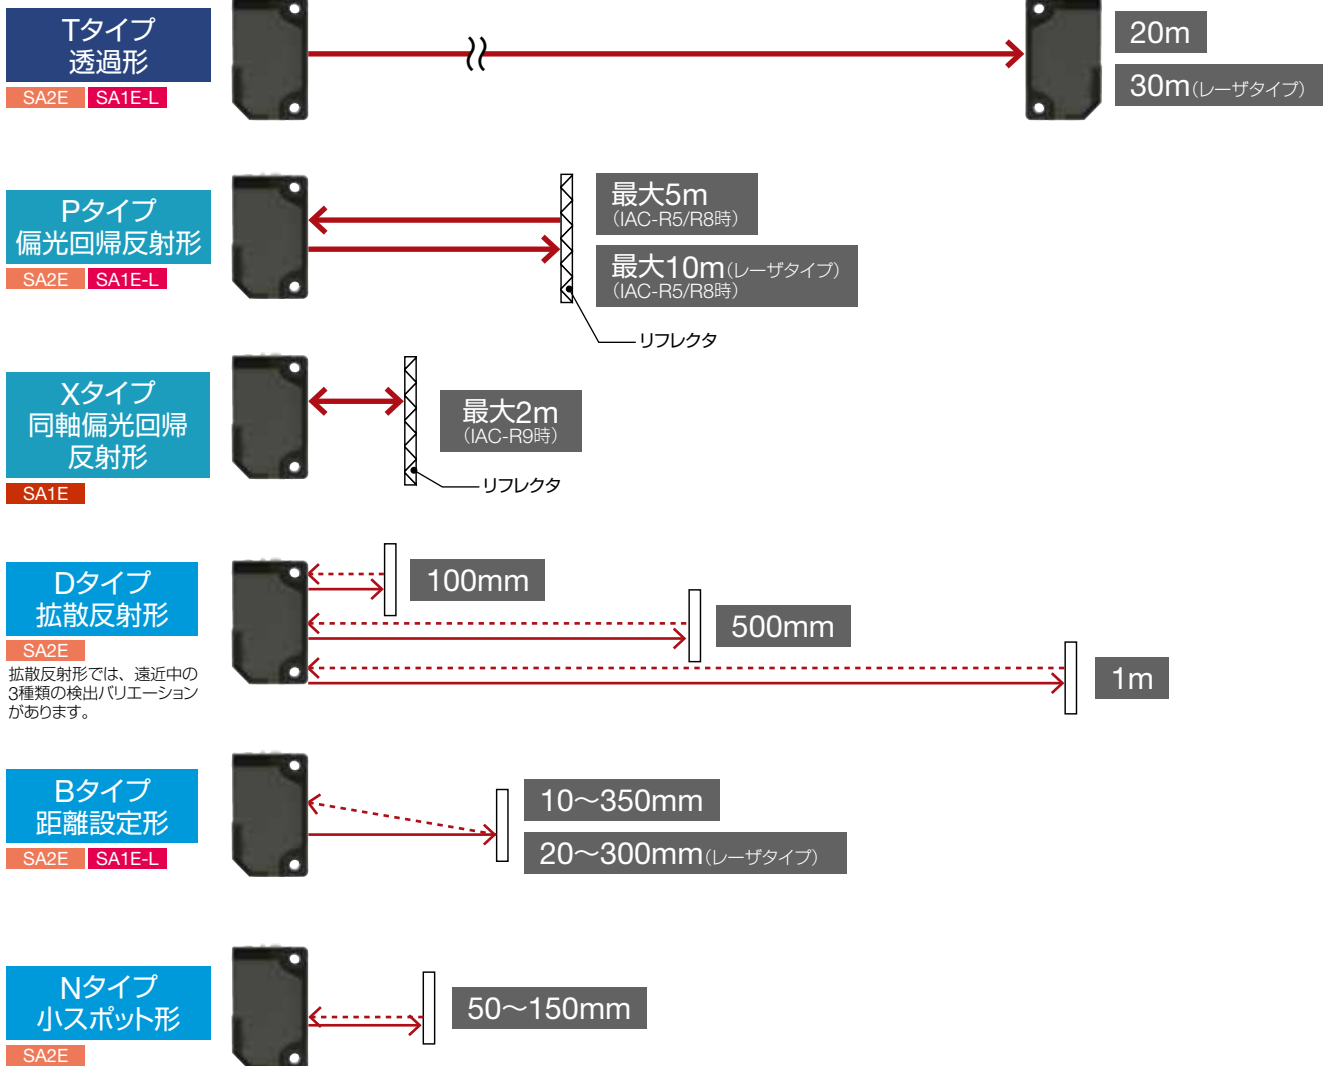 Tタイプ
透過形
SA2E SA1E-L
20m
30m(レーザタイプ)
Pタイプ
偏光回帰反射形
SA2E SA1E-L
最大5m
(IAC-R5/R8時)
最大10m(レーザタイプ)
(IAC-R5/R8時)
リフレクタ
Xタイプ
同軸偏光回帰
反射形
SA1E
最大2m
(IAC-R9時)
リフレクタ
Dタイプ
拡散反射形
SA2E
拡散反射形では、遠近中の
3種類の検出バリエーション
があります。
100mm
500mm
1m
Bタイプ
距離設定形
SA2E SA1E-L
10〜350mm
20〜300mm(レーザタイプ)
Nタイプ
小スポット形
SA2E
50〜150mm